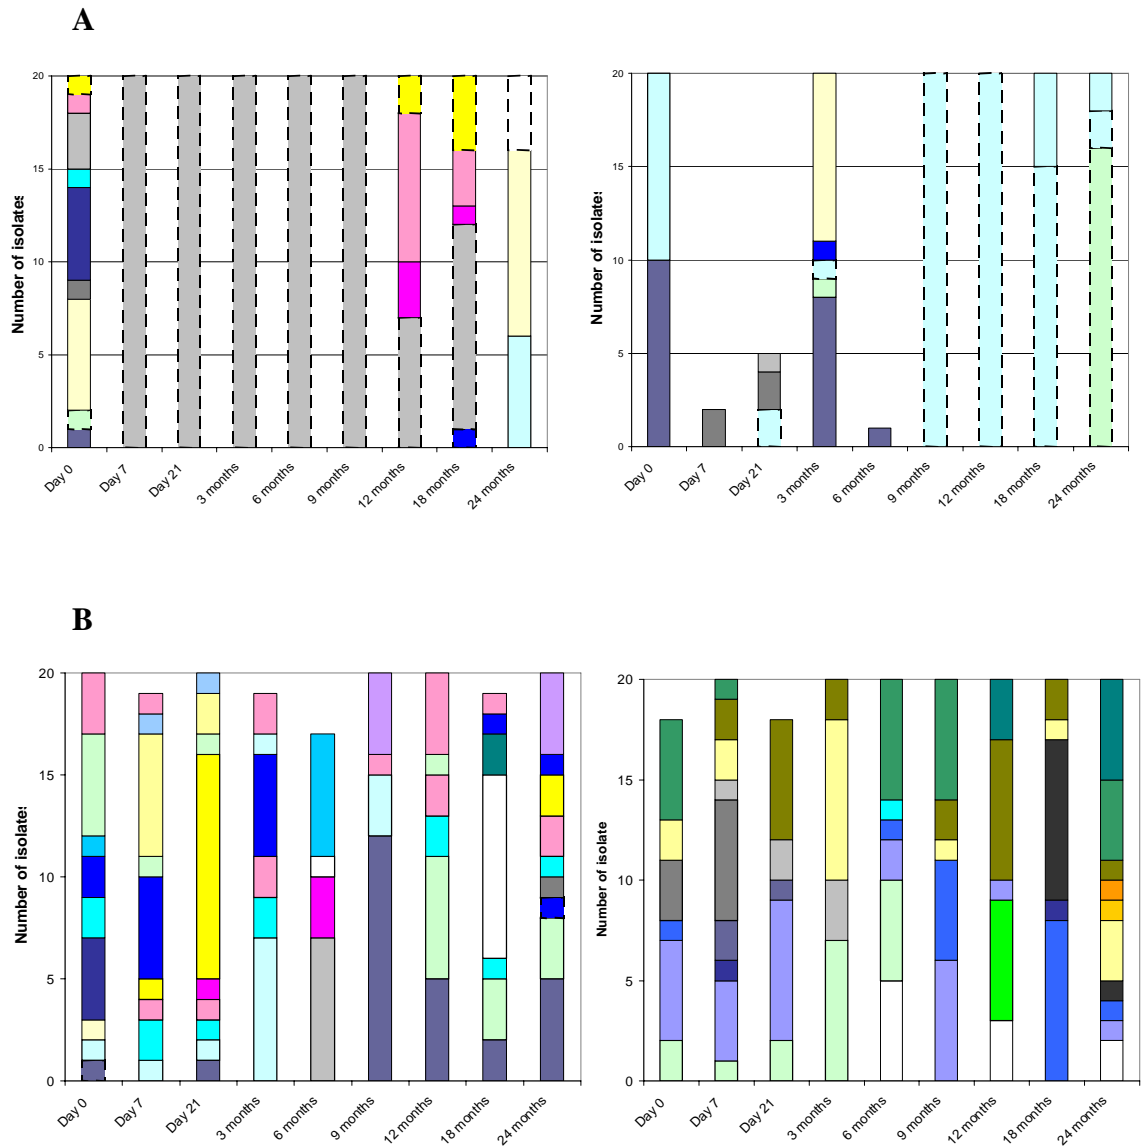 A
20
15
10
5
0
Number of isolates
Day 0
Day 7
Day 21
3 months
6 months
9 months
12 months
18 months
24 months
20
15
10
5
0
Number of isolates
Day 0
Day 7
Day 21
3 months
6 months
9 months
12 months
18 months
24 months
B
20
15
10
5
0
Number of isolates
Day 0
Day 7
Day 21
3 months
6 months
9 months
12 months
18 months
24 months
20
15
10
5
0
Number of isolate
Day 0
Day 7
Day 21
3 months
6 months
9 months
12 months
18 months
24 months